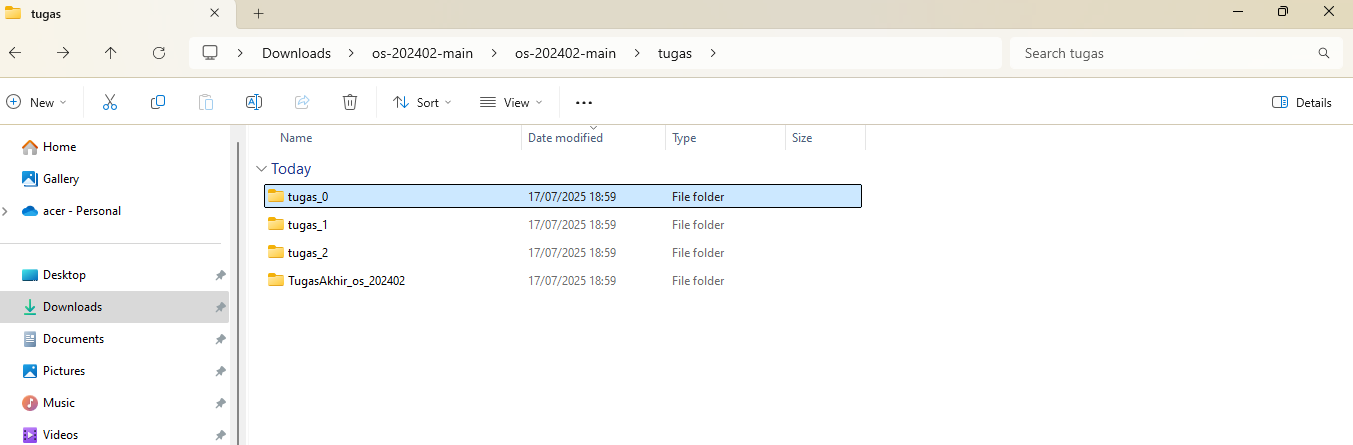 tugas
Downloads > os-202402-main > os-202402-main > tugas >
Search tugas
New
Sort
View
Details
Name Date modified Type Size
Today
tugas_0 17/07/2025 18:59 File folder
tugas_1 17/07/2025 18:59 File folder
tugas_2 17/07/2025 18:59 File folder
TugasAkhir_os_202402 17/07/2025 18:59 File folder
Home
Gallery
acer - Personal
Desktop
Downloads
Documents
Pictures
Music
Videos